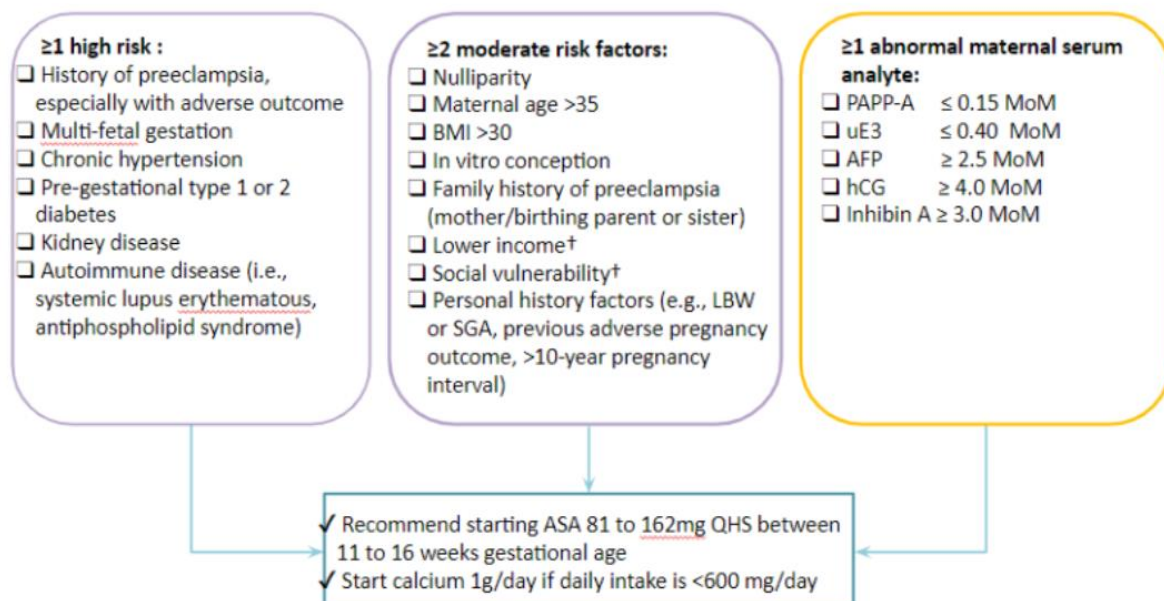 ≥1 high risk :
❑ History of preeclampsia,
especially with adverse outcome
❑ Multi-fetal gestation
❑ Chronic hypertension
❑ Pre-gestational type 1 or 2
diabetes
❑ Kidney disease
❑ Autoimmune disease (i.e.,
systemic lupus erythematous,
antiphospholipid syndrome)
≥2 moderate risk factors:
❑ Nulliparity
❑ Maternal age >35
❑ BMI >30
❑ In vitro conception
❑ Family history of preeclampsia
(mother/birthing parent or sister)
❑ Lower income†
❑ Social vulnerability†
❑ Personal history factors (e.g., LBW
or SGA, previous adverse pregnancy
outcome, >10-year pregnancy
interval)
≥1 abnormal maternal serum
analyte:
❑ PAPP-A ≤ 0.15 MoM
❑ uE3 ≤ 0.40 MoM
❑ AFP ≥ 2.5 MoM
❑ hCG ≥ 4.0 MoM
❑ Inhibin A ≥ 3.0 MoM
✓ Recommend starting ASA 81 to 162mg QHS between
11 to 16 weeks gestational age
✓ Start calcium 1g/day if daily intake is <600 mg/day